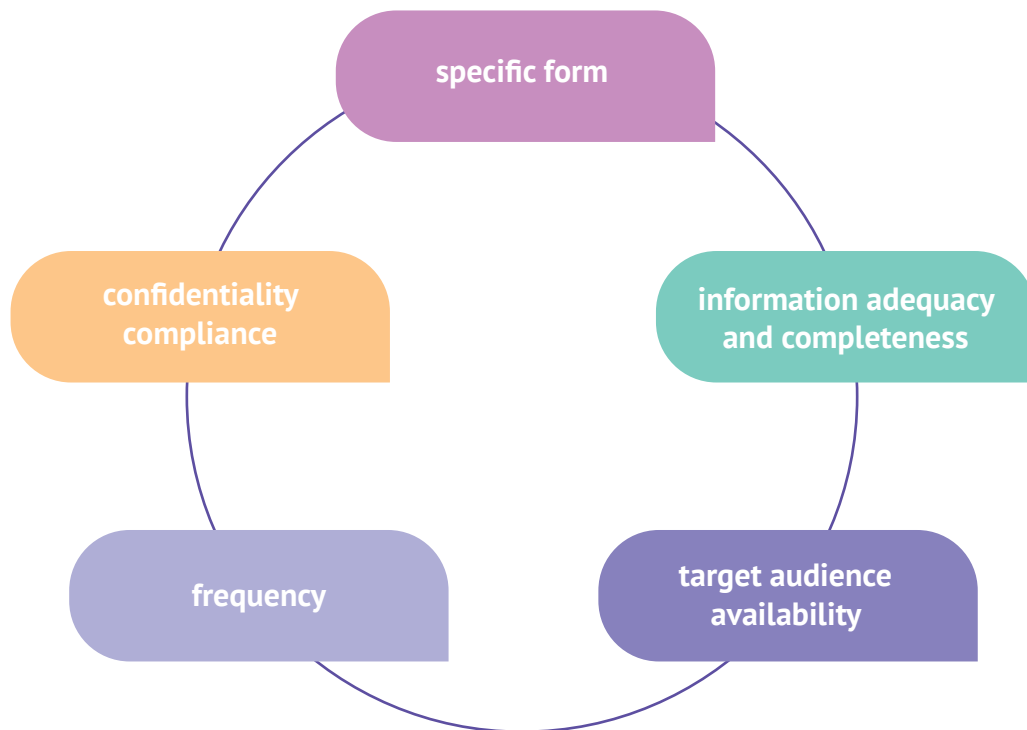 specific form
confidentiality
compliance
information adequacy
and completeness
frequency
target audience
availability